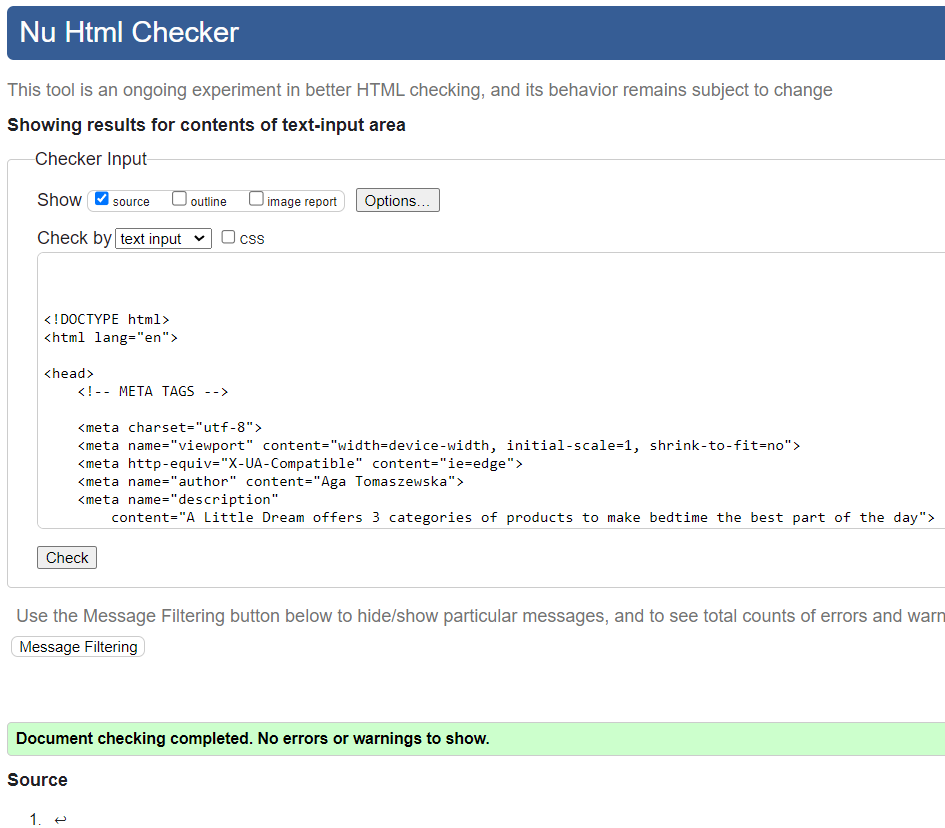 Nu Html Checker
This tool is an ongoing experiment in better HTML checking, and its behavior remains subject to change
Showing results for contents of text-input area
Checker Input
Show source outline image report Options...
Check by text input css
<!DOCTYPE html>
<html lang="en">
<head>
<!-- META TAGS -->
<meta charset="utf-8">
<meta name="viewport" content="width=device-width, initial-scale=1, shrink-to-fit=no">
<meta http-equiv="X-UA-Compatible" content="ie=edge">
<meta name="author" content="Aga Tomaszewska">
<meta name="description"
content="A Little Dream offers 3 categories of products to make bedtime the best part of the day">
Check
Use the Message Filtering button below to hide/show particular messages, and to see total counts of errors and warn
Message Filtering
Document checking completed. No errors or warnings to show.
Source
1. ↩